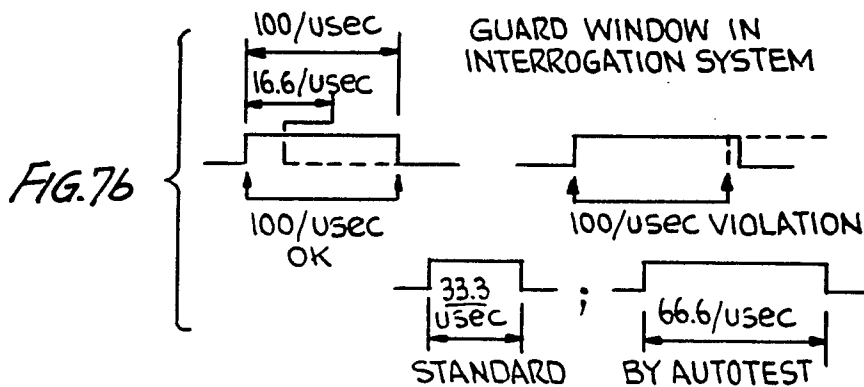 100/usec
GUARD WINDOW IN
INTERROGATION SYSTEM
16.6/usec
FIG.7b
100/usec
OK
100/usec VIOLATION
33.3
usec
;
66.6/usec
STANDARD
BY AUTOTEST